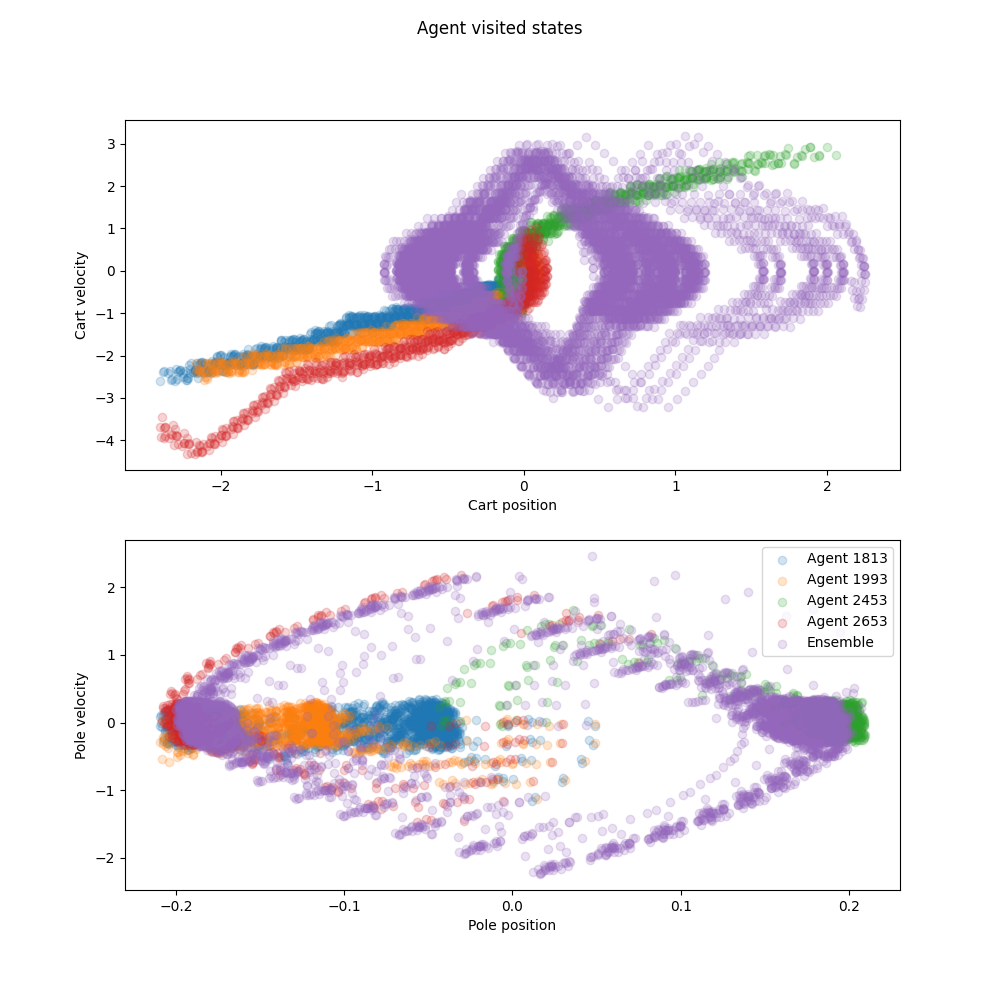 Agent visited states
3
2
1
0
−1
−2
−3
−4
Cart velocity
−2
−1
0
1
2
Cart position
2
1
0
−1
−2
Pole velocity
Agent 1813
Agent 1993
Agent 2453
Agent 2653
Ensemble
−0.2
−0.1
0.0
0.1
0.2
Pole position